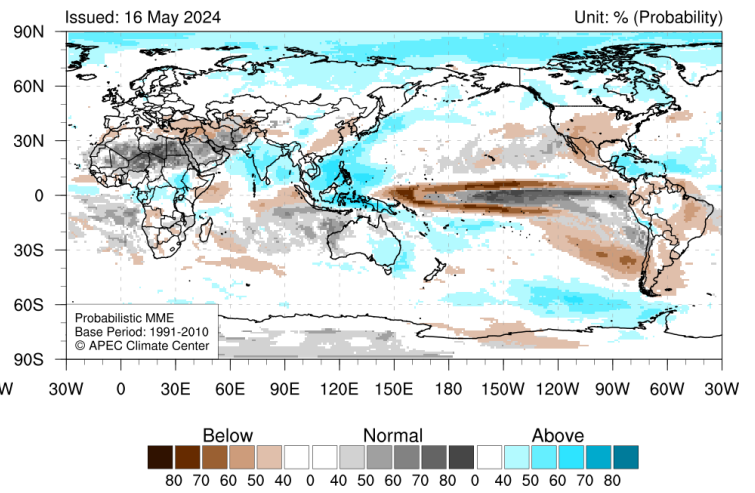 Issued: 16 May 2024 Unit: % (Probability)
90N
60N
30N
0
30S
60S
90S
Probabilistic MME
Base Period: 1991-2010
© APEC Climate Center
W 30W 0 30E 60E 90E 120E 150E 180 150W 120W 90W 60W 30W
Below Normal Above
80 70 60 50 40 0 40 50 60 70 80 0 40 50 60 70 80